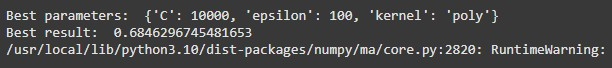 Best parameters:  {'C': 10000, 'epsilon': 100, 'kernel': 'poly'}
Best result:  0.6846296745481653
/usr/local/lib/python3.10/dist-packages/numpy/ma/core.py:2820: RuntimeWarning: